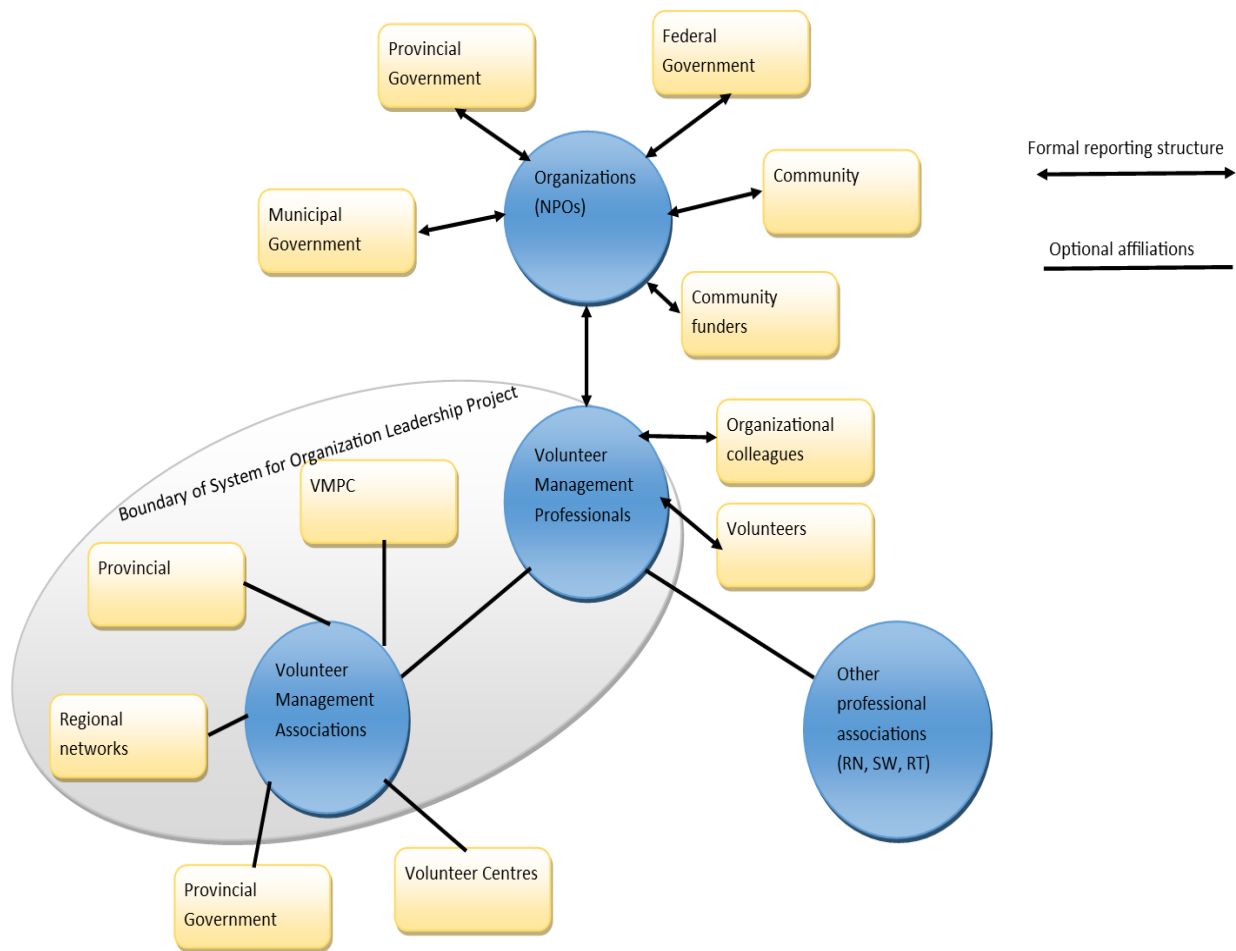 Provincial
Government
Federal
Government
Formal reporting structure
Organizations
(NPOs)
Community
Municipal
Government
Optional affiliations
Community
funders
Boundary of System for Organization Leadership Project
Organizational
colleagues
Volunteer
Management
Professionals
VMPC
Volunteers
Provincial
Volunteer
Management
Associations
Other
professional
associations
(RN, SW, RT)
Regional
networks
Volunteer Centres
Provincial
Government